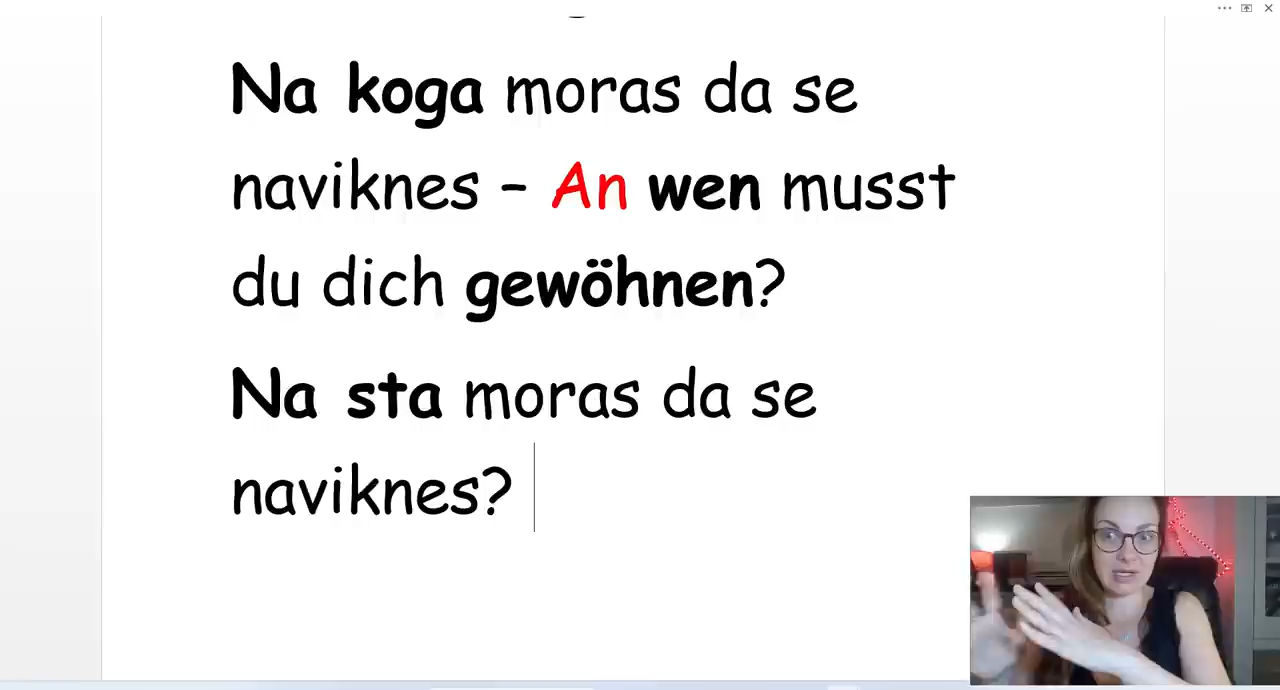 Na koga moras da se
naviknes – An wen musst
du dich gewöhnen?
Na sta moras da se
naviknes?